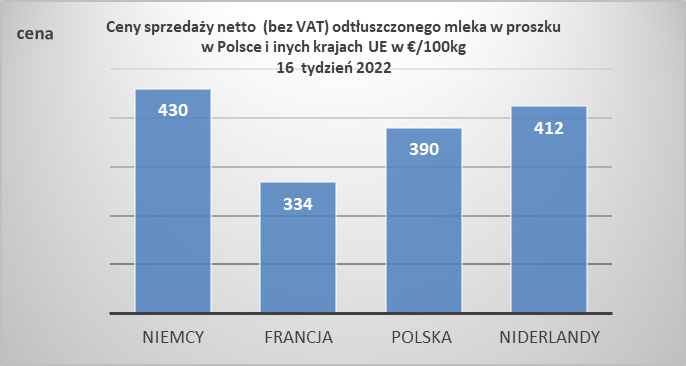 cena
Ceny sprzedaży netto (bez VAT) odtłuszczonego mleka w proszku
w Polsce i inych krajach UE w €/100kg
16 tydzień 2022
430
334
390
412
NIEMCY
FRANCJA
POLSKA
NIDERLANDY